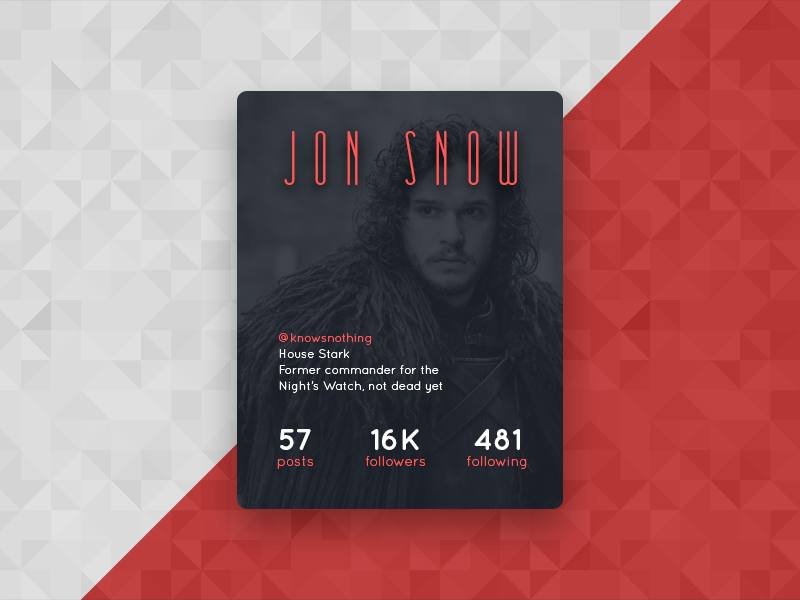 JON SNOW
@knowsnothing
House Stark
Former commander for the
Night's Watch, not dead yet
57 16K 481
posts followers following